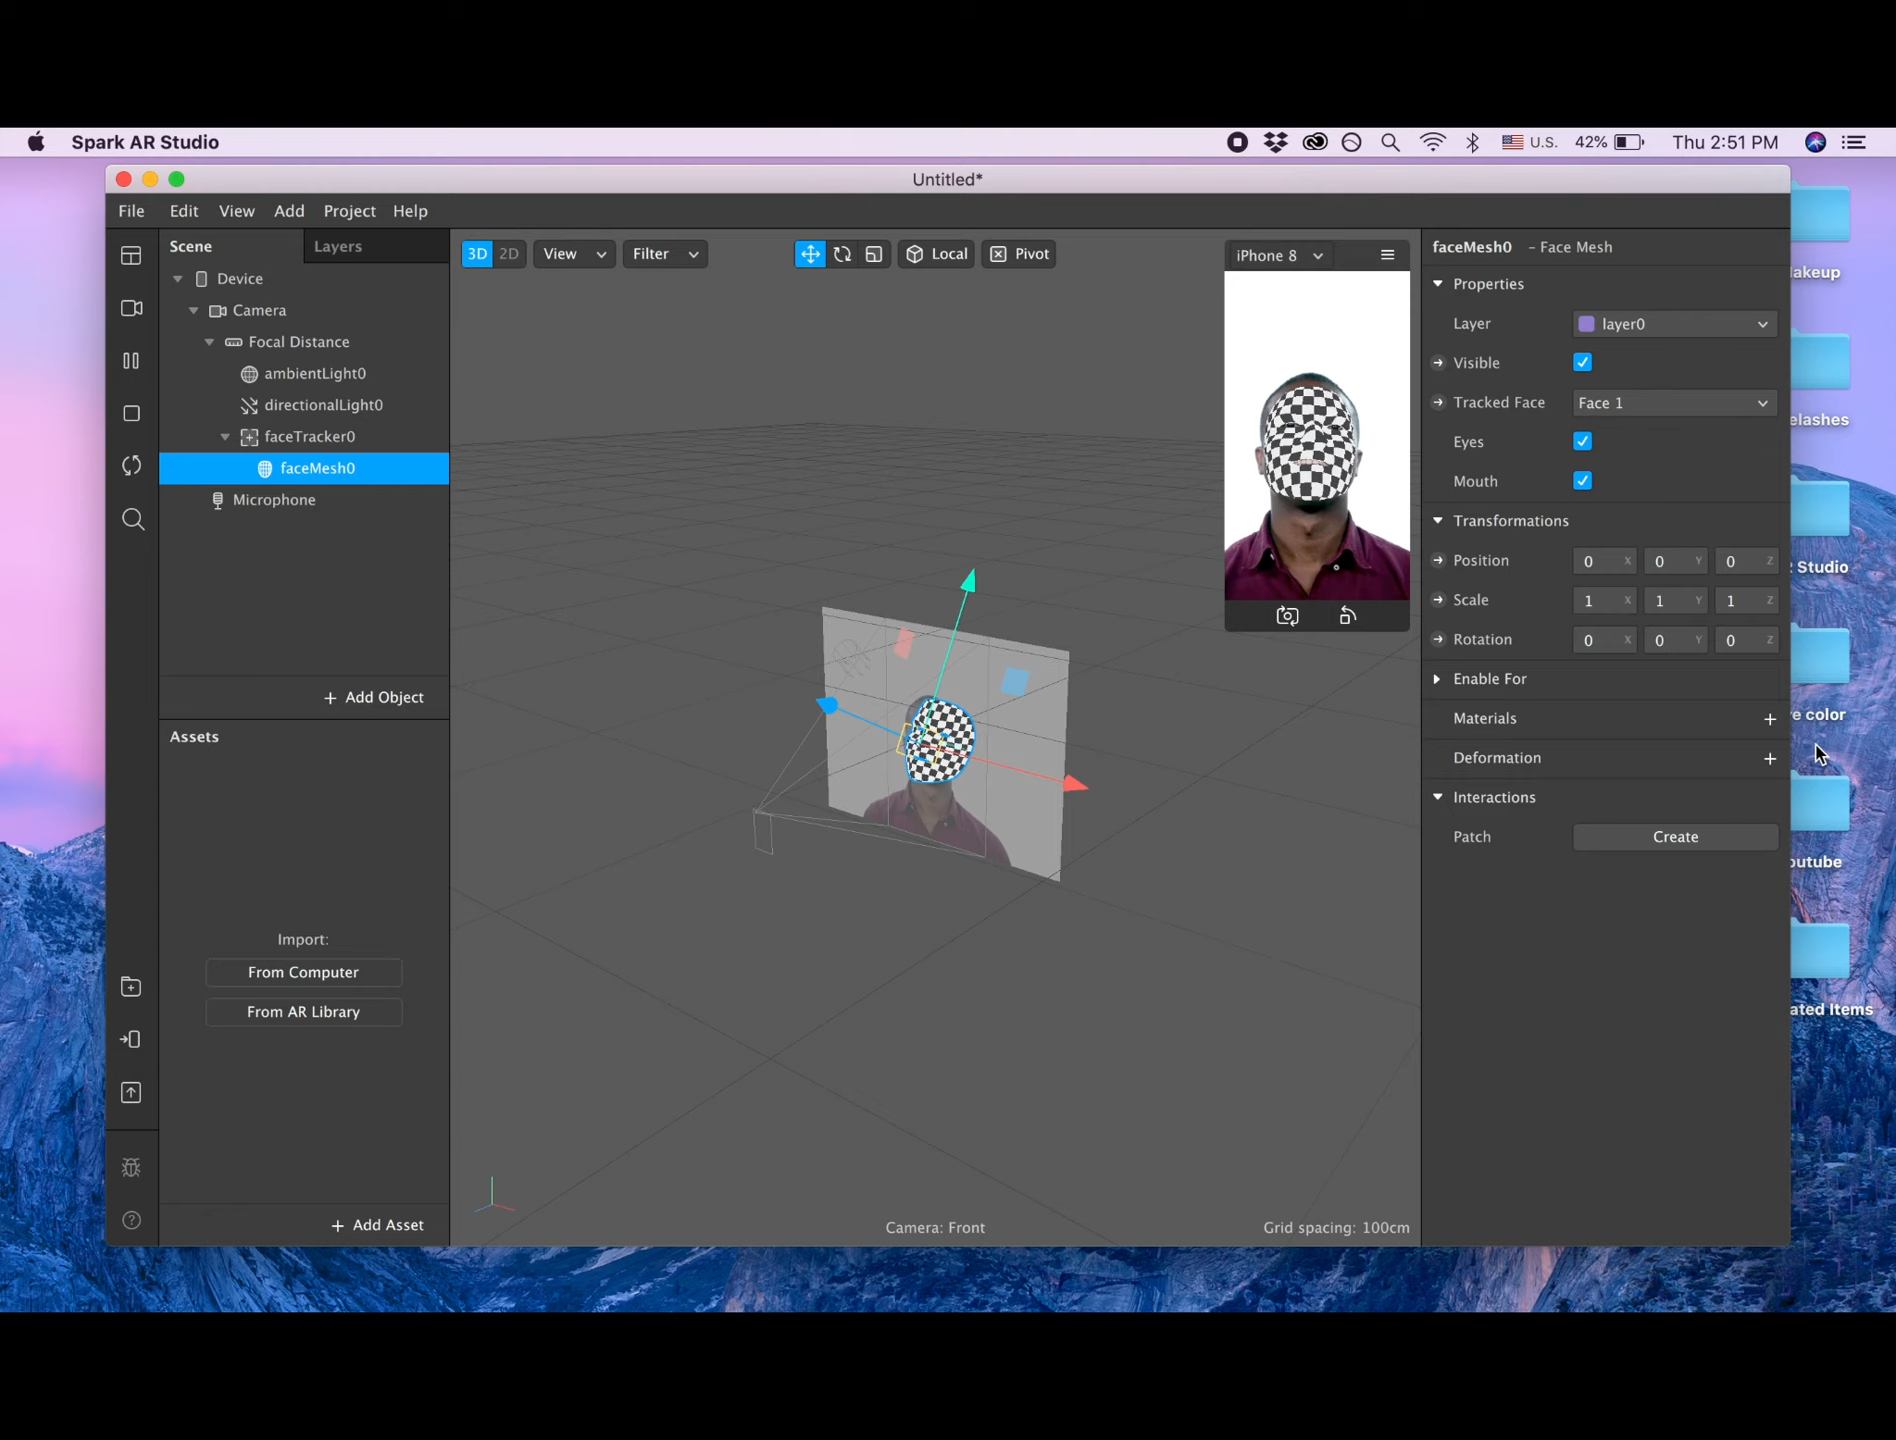 Spark AR Studio
U.S.
42%
Thu 2:51 PM
Untitled*
File Edit View Add Project Help
Scene
Layers
Device
Camera
Focal Distance
ambientLight0
directionalLight0
faceTracker0
faceMesh0
Microphone
+ Add Object
Assets
Import:
From Computer
From AR Library
+ Add Asset
3D 2D
View
Filter
Local
Pivot
iPhone 8
Camera: Front
Grid spacing: 100cm
faceMesh0 - Face Mesh
Properties
Layer layer0
Visible
Tracked Face Face 1
Eyes
Mouth
Transformations
Position 0 X 0 Y 0 Z
Scale 1 X 1 Y 1 Z
Rotation 0 X 0 Y 0 Z
Enable For
Materials +
Deformation +
Interactions
Patch Create
akeup
elashes
Studio
e color
outube
ated Items